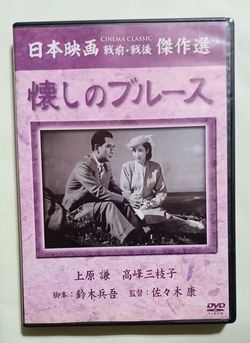 CINEMA CLASSIC
日本映画 戦前・戦後 傑作選
懐しのブルース
上原 謙 高峰三枝子
脚本:鈴木兵吾 監督:佐々木 康
DVD
VIDEO